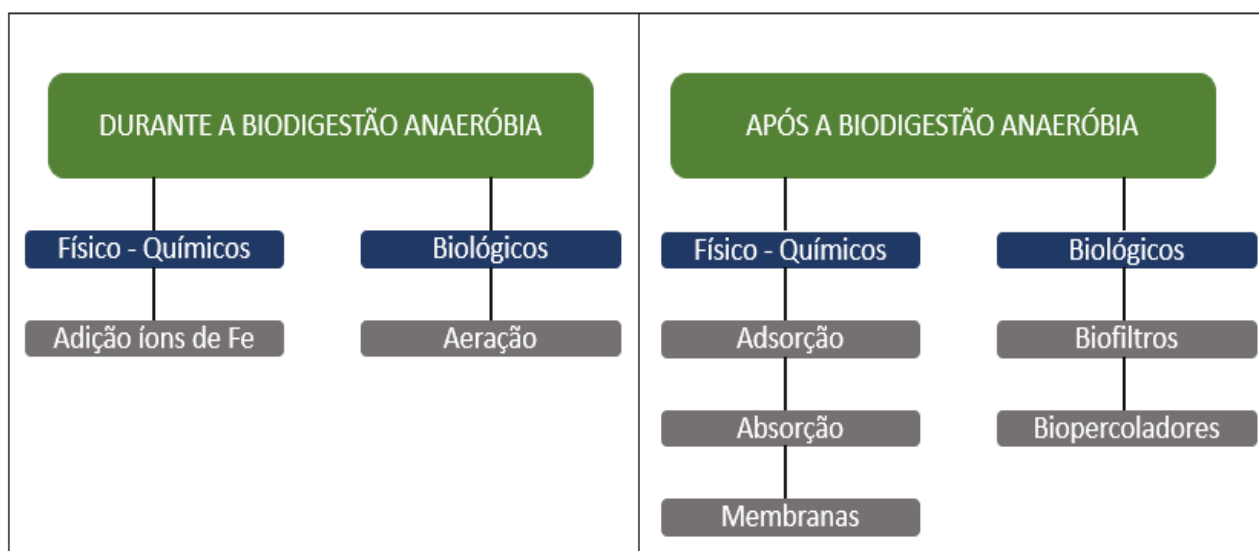 DURANTE A BIODIGESTÃO ANAERÓBIA
Físico - Químicos
Adição íons de Fe
Biológicos
Aeração
APÓS A BIODIGESTÃO ANAERÓBIA
Físico - Químicos
Adsorção
Absorção
Membranas
Biológicos
Biofiltros
Biopercoladores